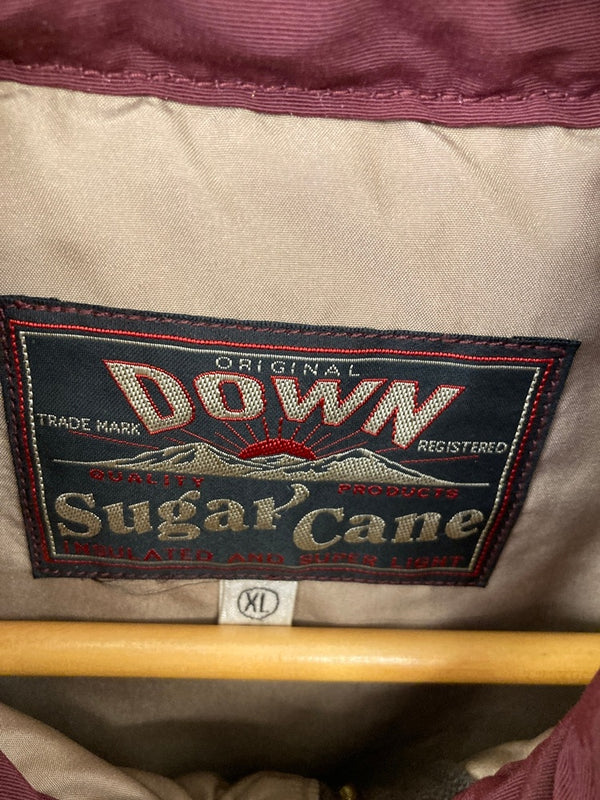 ORIGINAL
DOWN
TRADE MARK
REGISTERED
QUALITY PRODUCTS
Sugar Cane
INSULATED AND SUPER LIGHT
XL